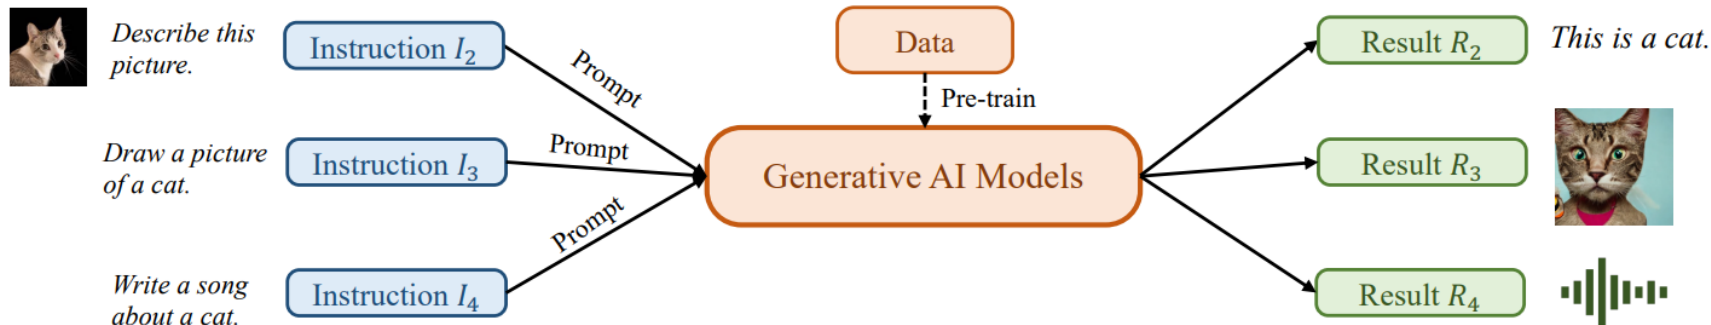 Describe this
picture.
Instruction I₂
Prompt
Data
Pre-train
Result R₂
This is a cat.
Draw a picture
of a cat.
Instruction I₃
Prompt
Generative AI Models
Result R₃
Write a song
about a cat.
Instruction I₄
Prompt
Result R₄